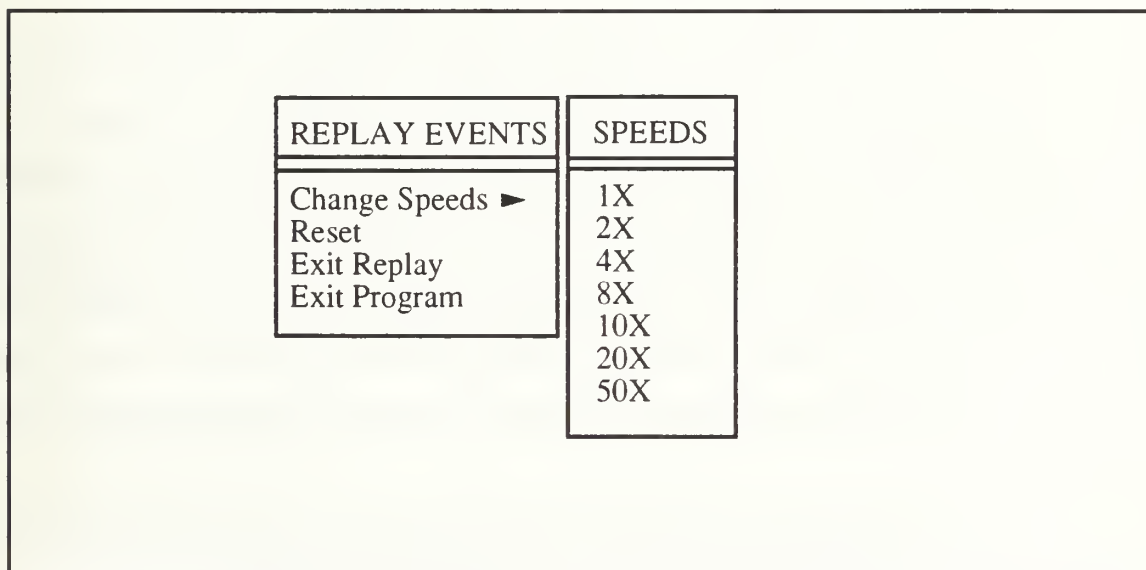 REPLAY EVENTS
Change Speeds ►
Reset
Exit Replay
Exit Program
SPEEDS
1X
2X
4X
8X
10X
20X
50X